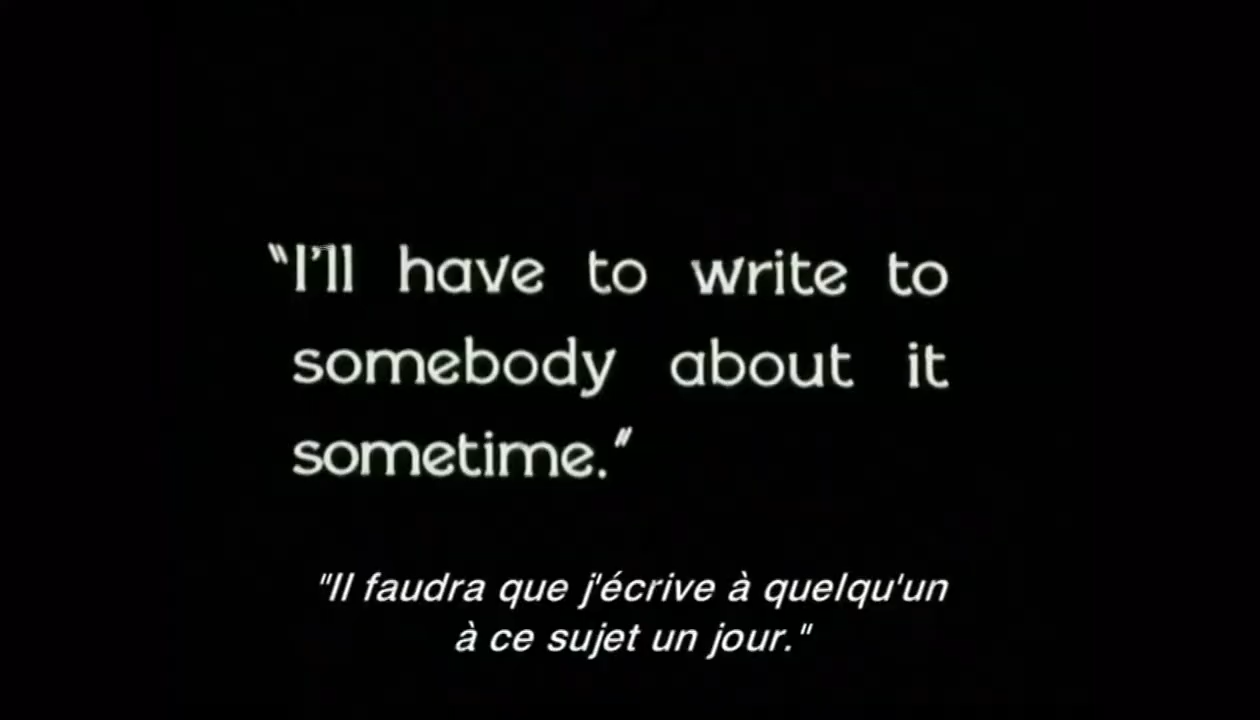 "I'll have to write to
somebody about it
sometime."
"Il faudra que j'écrive à quelqu'un
à ce sujet un jour."